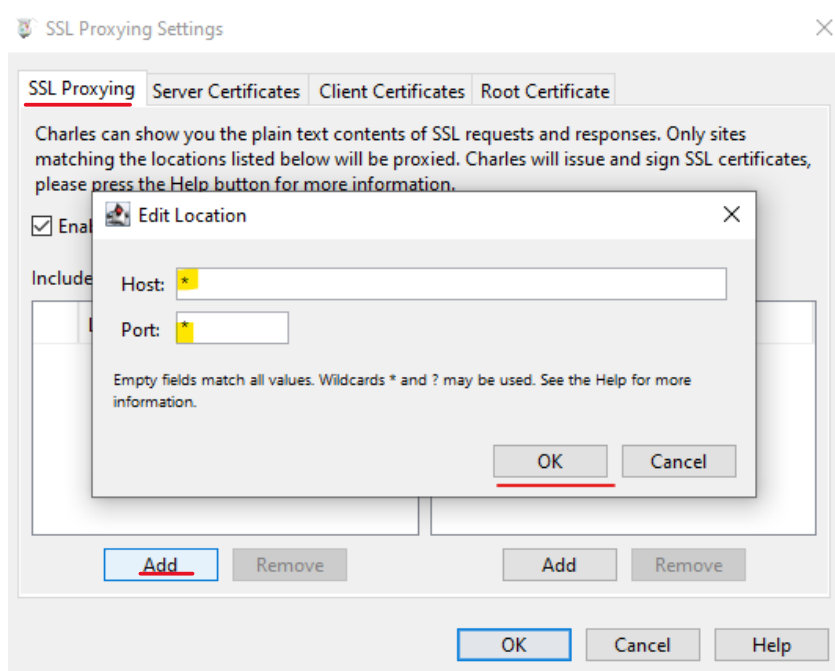 SSL Proxying Settings
SSL Proxying Server Certificates Client Certificates Root Certificate
Charles can show you the plain text contents of SSL requests and responses. Only sites
matching the locations listed below will be proxied. Charles will issue and sign SSL certificates,
please press the Help button for more information.
Edit Location
Include
Host: *
Port: *
Empty fields match all values. Wildcards * and ? may be used. See the Help for more
information.
OK Cancel
Add Remove Add Remove
OK Cancel Help